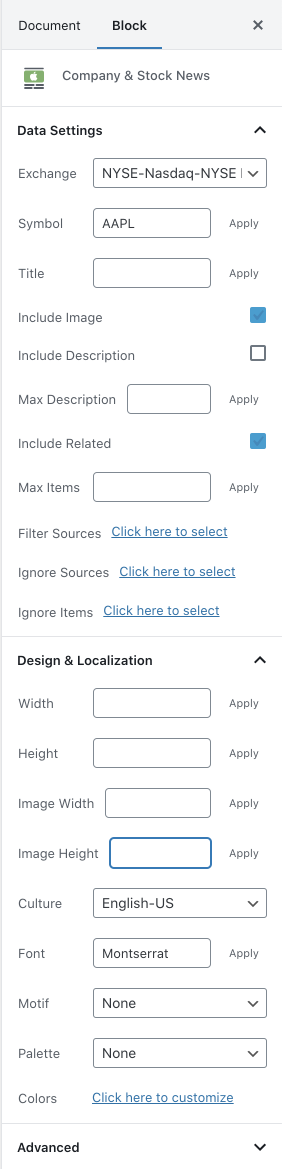 Document Block ×
Company & Stock News
Data Settings
Exchange NYSE-Nasdaq-NYSE
Symbol AAPL Apply
Title Apply
Include Image
Include Description
Max Description Apply
Include Related
Max Items Apply
Filter Sources Click here to select
Ignore Sources Click here to select
Ignore Items Click here to select
Design & Localization
Width Apply
Height Apply
Image Width Apply
Image Height Apply
Culture English-US
Font Montserrat Apply
Motif None
Palette None
Colors Click here to customize
Advanced